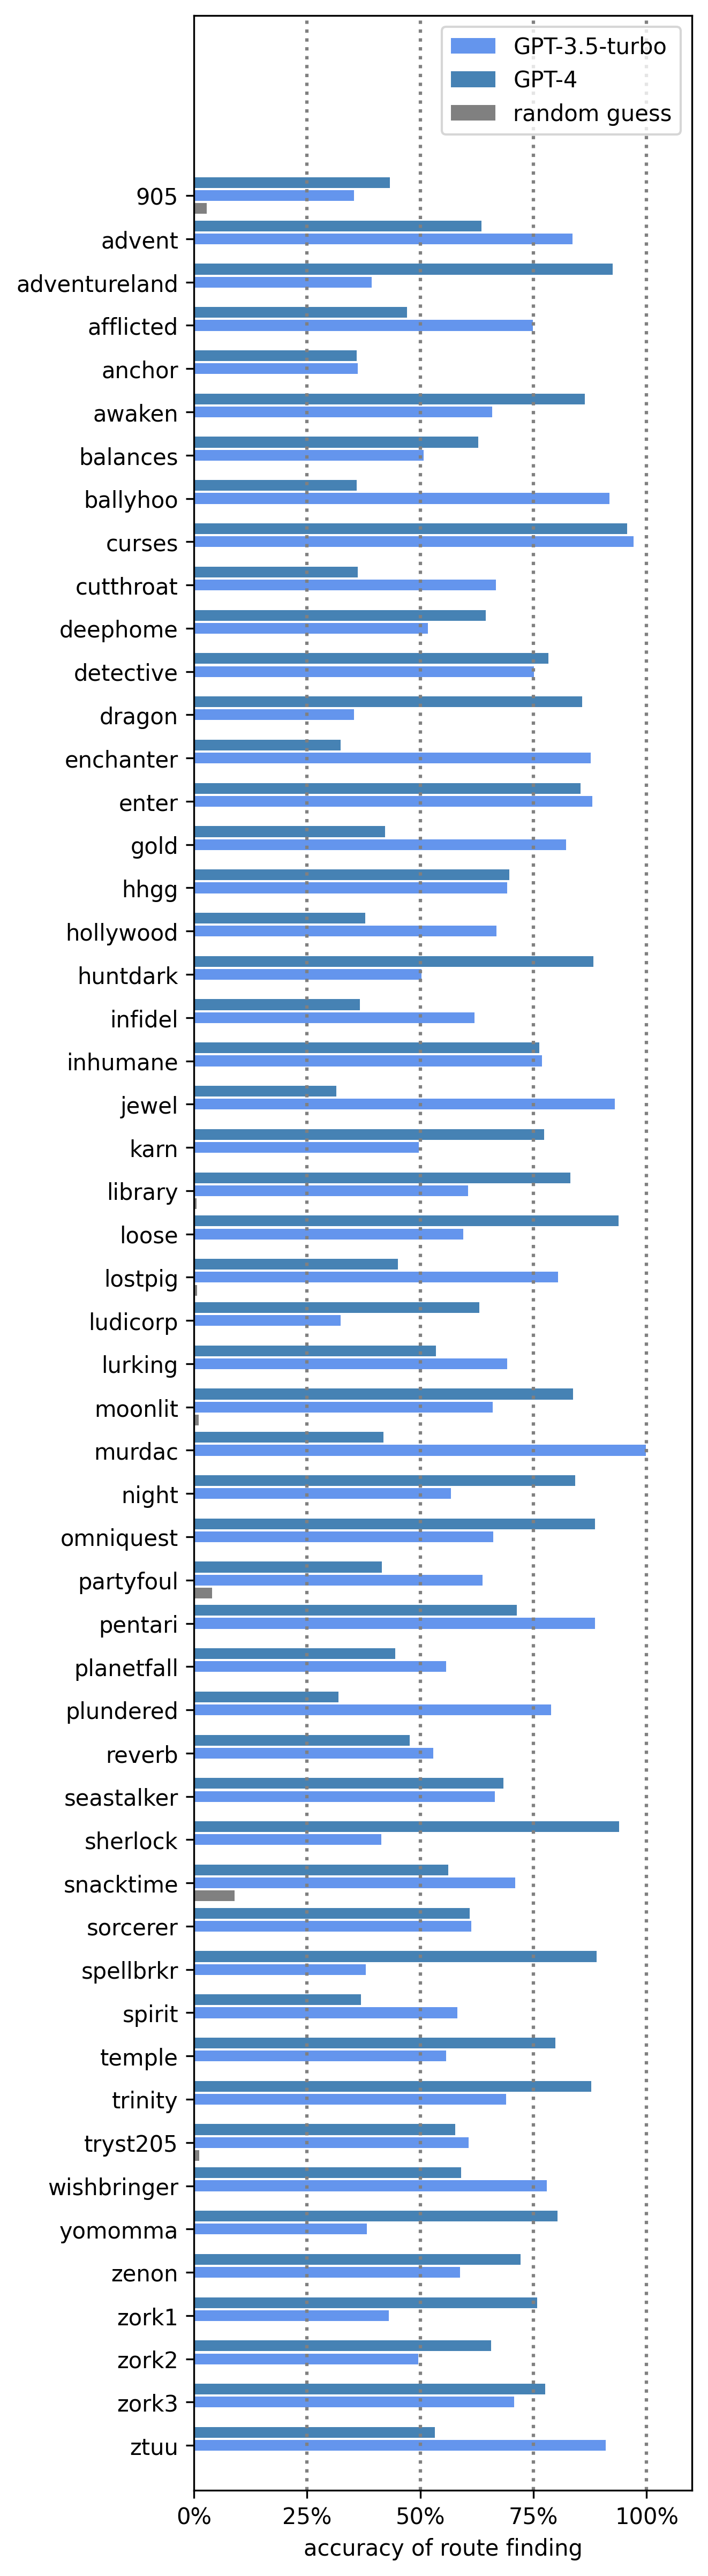 GPT-3.5-turbo
GPT-4
random guess
905
advent
adventureland
afflicted
anchor
awaken
balances
ballyhoo
curses
cutthroat
deephome
detective
dragon
enchanter
enter
gold
hhgg
hollywood
huntdark
infidel
inhumane
jewel
karn
library
loose
lostpig
ludicorp
lurking
moonlit
murdac
night
omniquest
partyfoul
pentari
planetfall
plundered
reverb
seastalker
sherlock
snacktime
sorcerer
spellbrkr
spirit
temple
trinity
tryst205
wishbringer
yomomma
zenon
zork1
zork2
zork3
ztuu
0% 25% 50% 75% 100%
accuracy of route finding